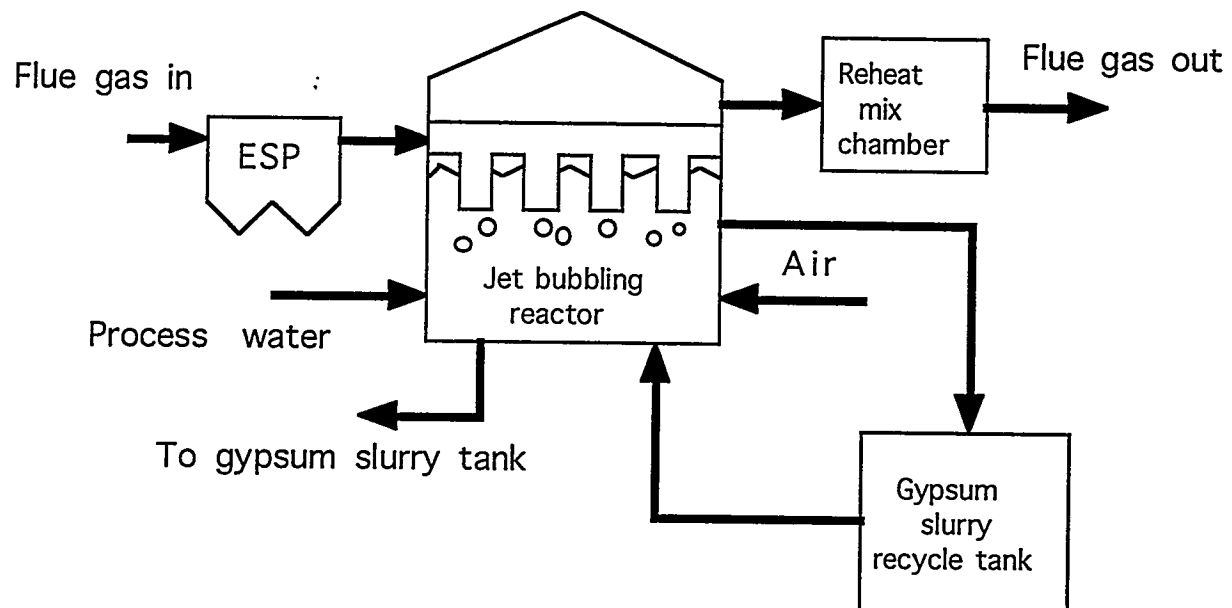 Flue gas in
ESP
Reheat
mix
chamber
Flue gas out
Jet bubbling
reactor
Air
Process water
To gypsum slurry tank
Gypsum
slurry
recycle tank